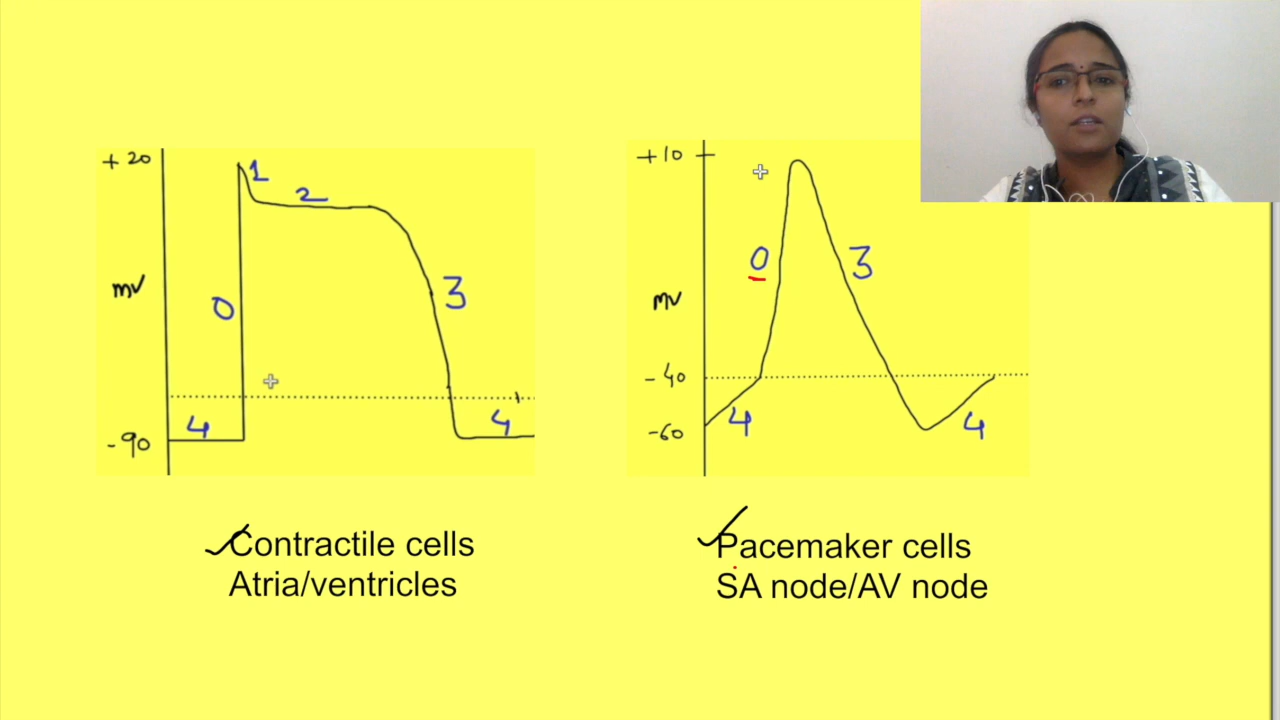 +20
1
2
mV
0
3
4
4
-90
+10
0
3
mV
-40
4
4
-60
Contractile cells
Atria/ventricles
Pacemaker cells
SA node/AV node